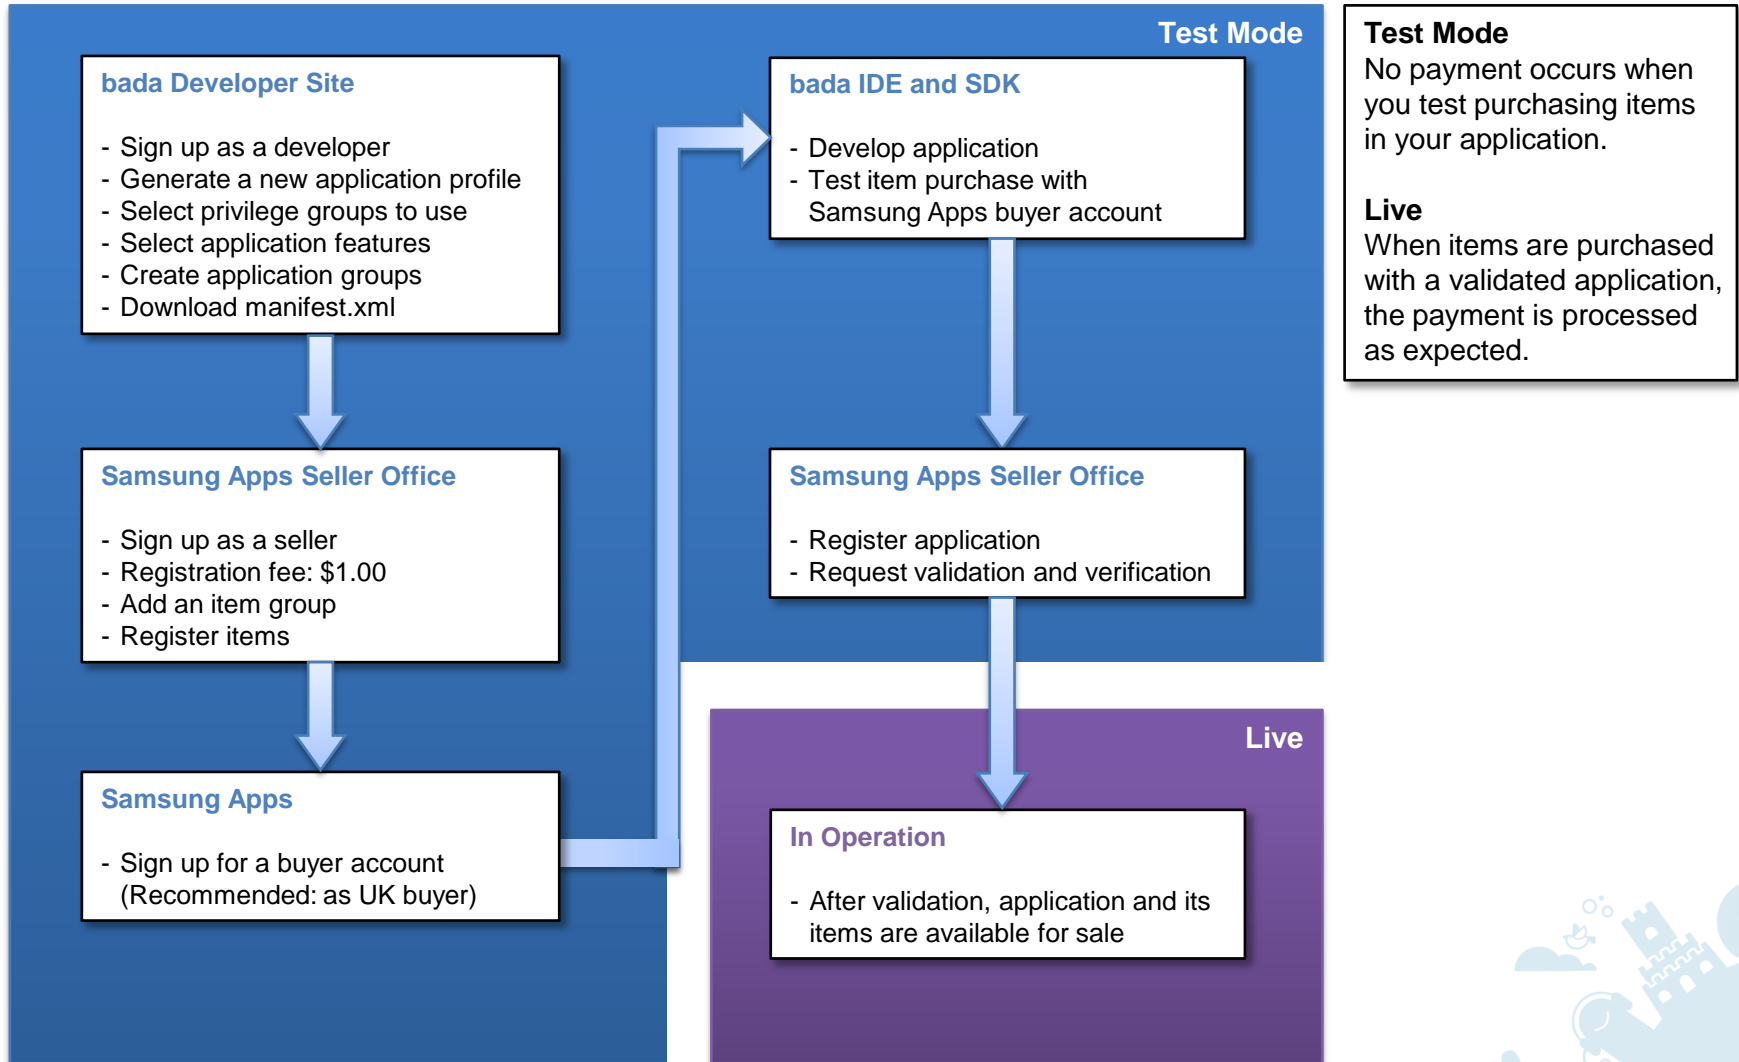 Test Mode
bada Developer Site
- Sign up as a developer
- Generate a new application profile
- Select privilege groups to use
- Select application features
- Create application groups
- Download manifest.xml
Samsung Apps Seller Office
- Sign up as a seller
- Registration fee: $1.00
- Add an item group
- Register items
Samsung Apps
- Sign up for a buyer account
(Recommended: as UK buyer)
bada IDE and SDK
- Develop application
- Test item purchase with
Samsung Apps buyer account
Samsung Apps Seller Office
- Register application
- Request validation and verification
Live
In Operation
- After validation, application and its
items are available for sale
Test Mode
No payment occurs when
you test purchasing items
in your application.
Live
When items are purchased
with a validated application,
the payment is processed
as expected.